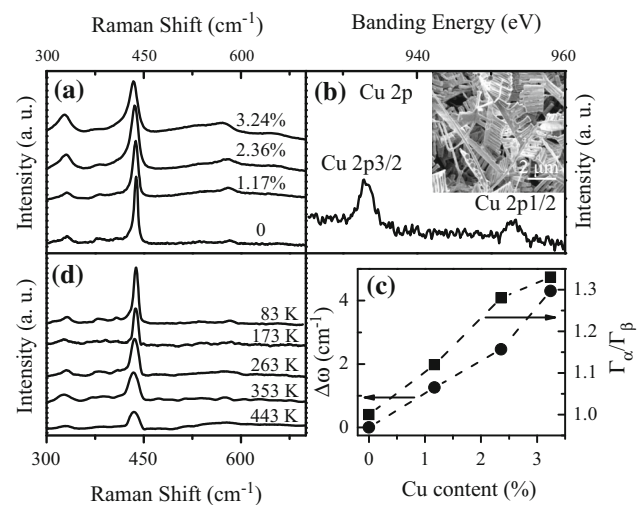 Raman Shift (cm⁻¹)
Banding Energy (eV)
300 450 600
940 960
(a)
3.24%
2.36%
1.17%
0
Intensity (a. u.)
(b)
Cu 2p
2 μm
Cu 2p3/2
Cu 2p1/2
Intensity (a. u.)
(d)
83 K
173 K
263 K
353 K
443 K
Intensity (a. u.)
300 450 600
Raman Shift (cm⁻¹)
(c)
4
2
0
Δω (cm⁻¹)
1.3
1.2
1.1
1.0
Γα/Γβ
0 1 2 3
Cu content (%)